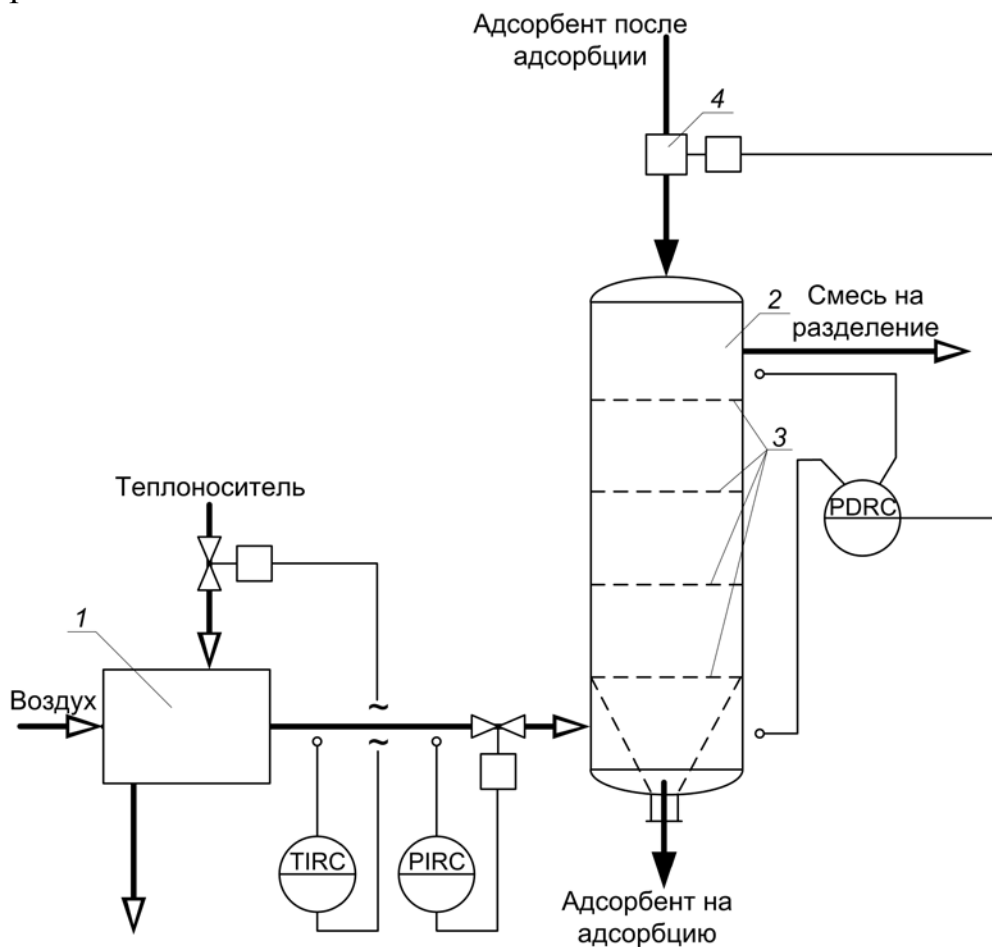 Адсорбент после
адсорбции
4
2
Смесь на
разделение
3
PDRC
Теплоноситель
1
Воздух
~
~
TIRC
PIRC
Адсорбент на
адсорбцию